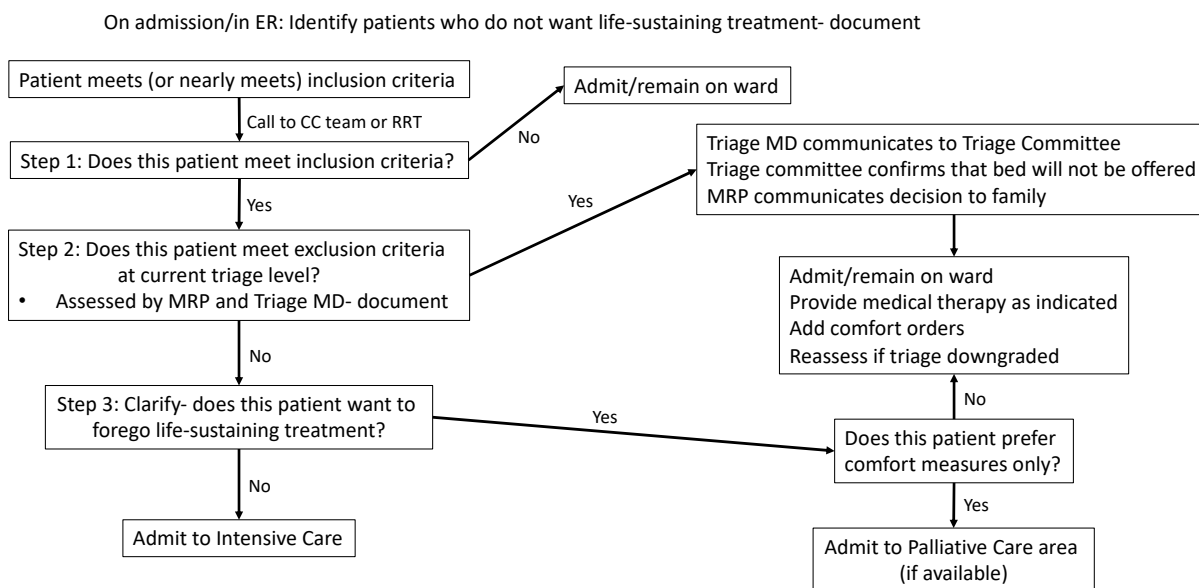 On admission/in ER: Identify patients who do not want life-sustaining treatment- document
Patient meets (or nearly meets) inclusion criteria
Call to CC team or RRT
Step 1: Does this patient meet inclusion criteria?
No
Admit/remain on ward
Yes
Step 2: Does this patient meet exclusion criteria
at current triage level?
• Assessed by MRP and Triage MD- document
Yes
Triage MD communicates to Triage Committee
Triage committee confirms that bed will not be offered
MRP communicates decision to family
Admit/remain on ward
Provide medical therapy as indicated
Add comfort orders
Reassess if triage downgraded
No
Step 3: Clarify- does this patient want to
forego life-sustaining treatment?
Yes
No
Does this patient prefer
comfort measures only?
No
Admit to Intensive Care
Yes
Admit to Palliative Care area
(if available)